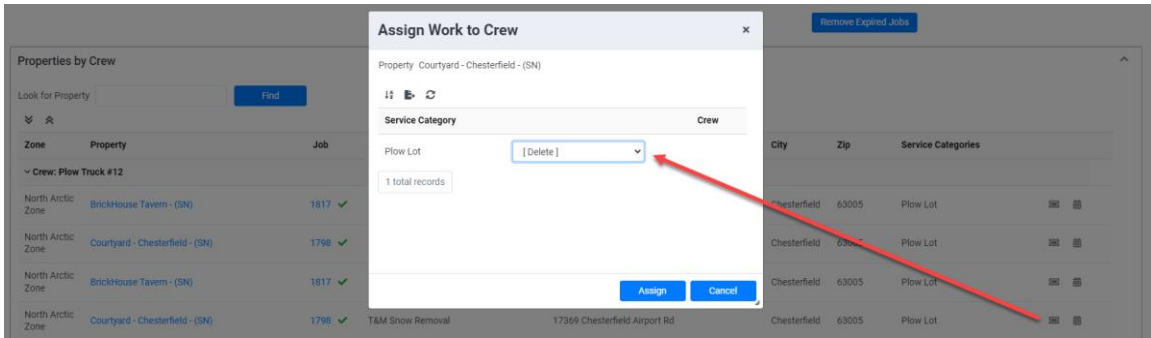 Remove Expired Jobs
Assign Work to Crew ×
Properties by Crew
Property Courtyard - Chesterfield - (SN)
Look for Property Find
Service Category Crew
Zone Property Job City Zip Service Categories
Plow Lot [ Delete ]
Crew: Plow Truck #12
1 total records
North Arctic Zone BrickHouse Tavern - (SN) 1817 Chesterfield 63005 Plow Lot
North Arctic Zone Courtyard - Chesterfield - (SN) 1798 Chesterfield 63005 Plow Lot
North Arctic Zone BrickHouse Tavern - (SN) 1817 Chesterfield 63005 Plow Lot
Assign Cancel
North Arctic Zone Courtyard - Chesterfield - (SN) 1798 T&M Snow Removal 17369 Chesterfield Airport Rd Chesterfield 63005 Plow Lot